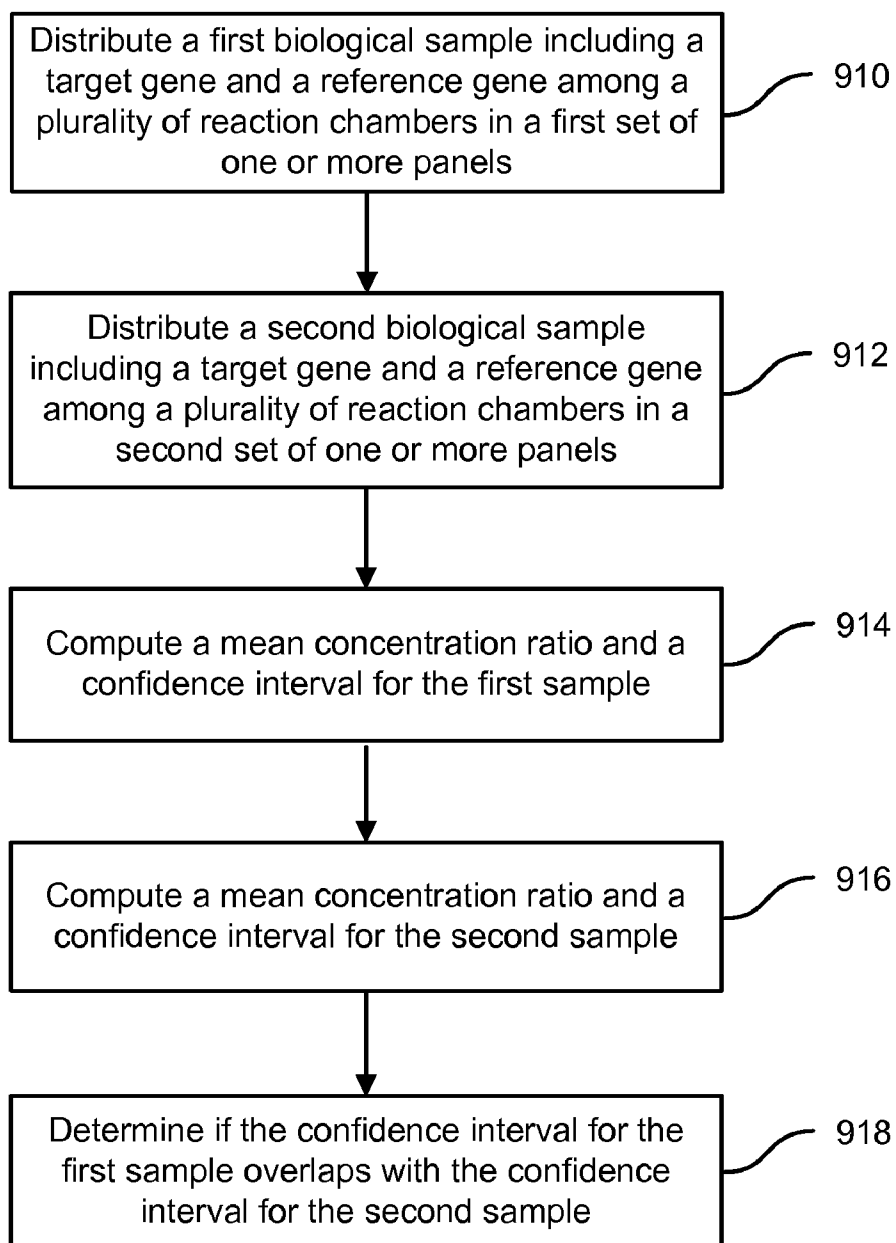 Distribute a first biological sample including a
target gene and a reference gene among a
plurality of reaction chambers in a first set of
one or more panels
910
Distribute a second biological sample
including a target gene and a reference gene
among a plurality of reaction chambers in a
second set of one or more panels
912
Compute a mean concentration ratio and a
confidence interval for the first sample
914
Compute a mean concentration ratio and a
confidence interval for the second sample
916
Determine if the confidence interval for the
first sample overlaps with the confidence
interval for the second sample
918